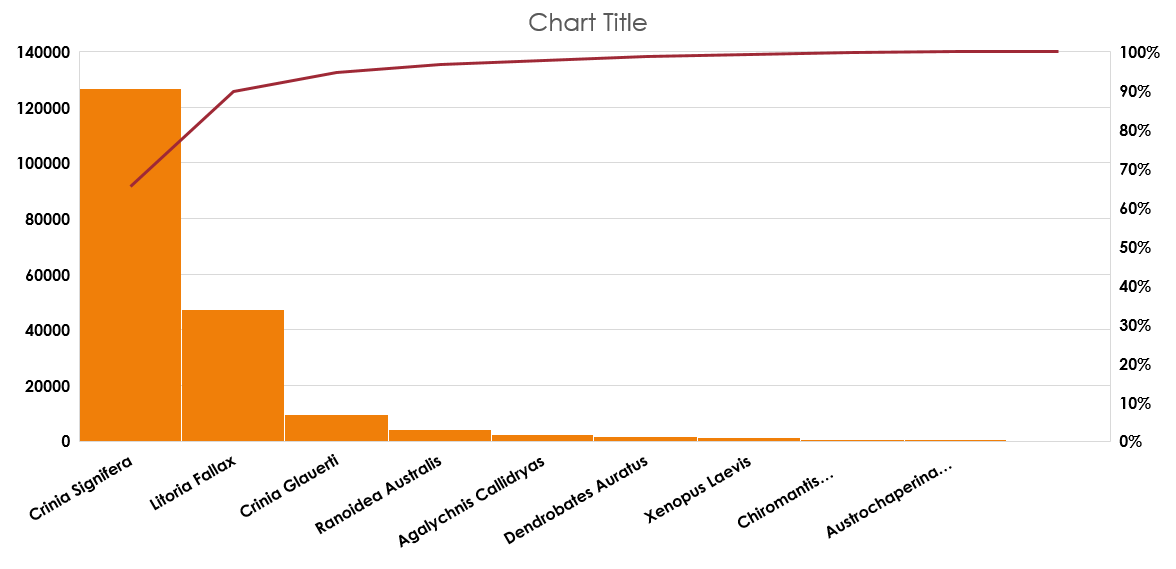 Chart Title
140000
120000
100000
80000
60000
40000
20000
0
100%
90%
80%
70%
60%
50%
40%
30%
20%
10%
0%
Crinia Signifera
Litoria Fallax
Crinia Glauerti
Ranoidea Australis
Agalychnis Callidryas
Dendrobates Auratus
Xenopus Laevis
Chiromantis...
Austrochaperina...